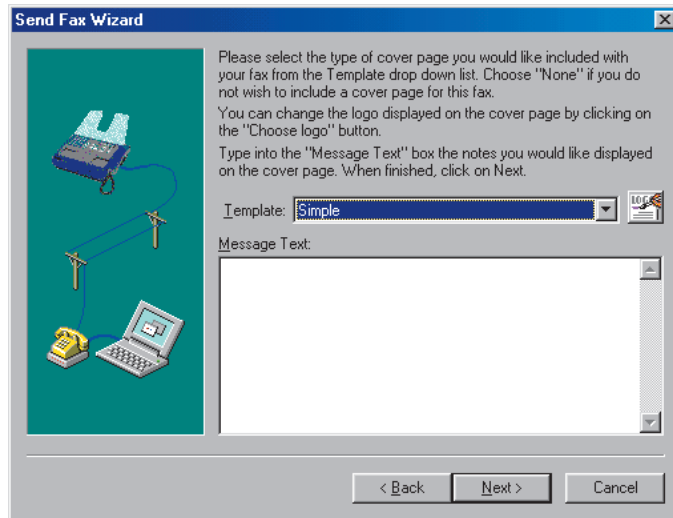 Send Fax Wizard
Please select the type of cover page you would like included with
your fax from the Template drop down list. Choose "None" if you do
not wish to include a cover page for this fax.
You can change the logo displayed on the cover page by clicking on
the "Choose logo" button.
Type into the "Message Text" box the notes you would like displayed
on the cover page. When finished, click on Next.
Template: Simple
LOGO
Message Text:
< Back Next > Cancel